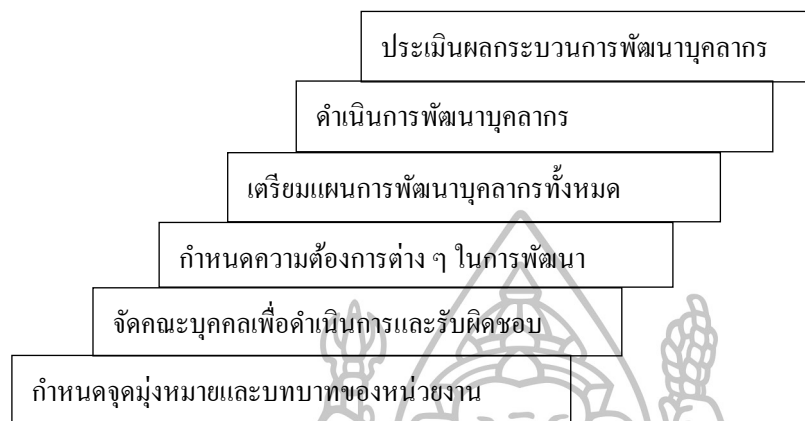 ประเมินผลกระบวนการพัฒนาบุคลากร
ดำเนินการพัฒนาบุคลากร
เตรียมแผนการพัฒนาบุคลากรทั้งหมด
กำหนดความต้องการต่าง ๆ ในการพัฒนา
จัดคณะบุคคลเพื่อดำเนินการและรับผิดชอบ
กำหนดจุดมุ่งหมายและบทบาทของหน่วยงาน